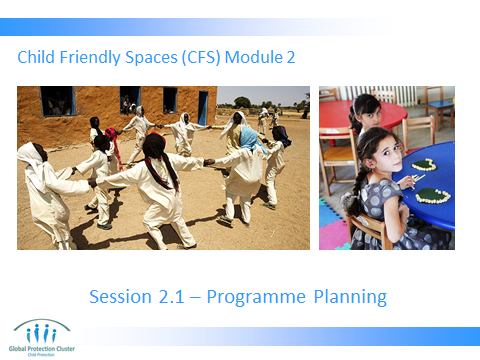 Child Friendly Spaces (CFS) Module 2
Session 2.1 – Programme Planning
Global Protection Cluster
Child Protection